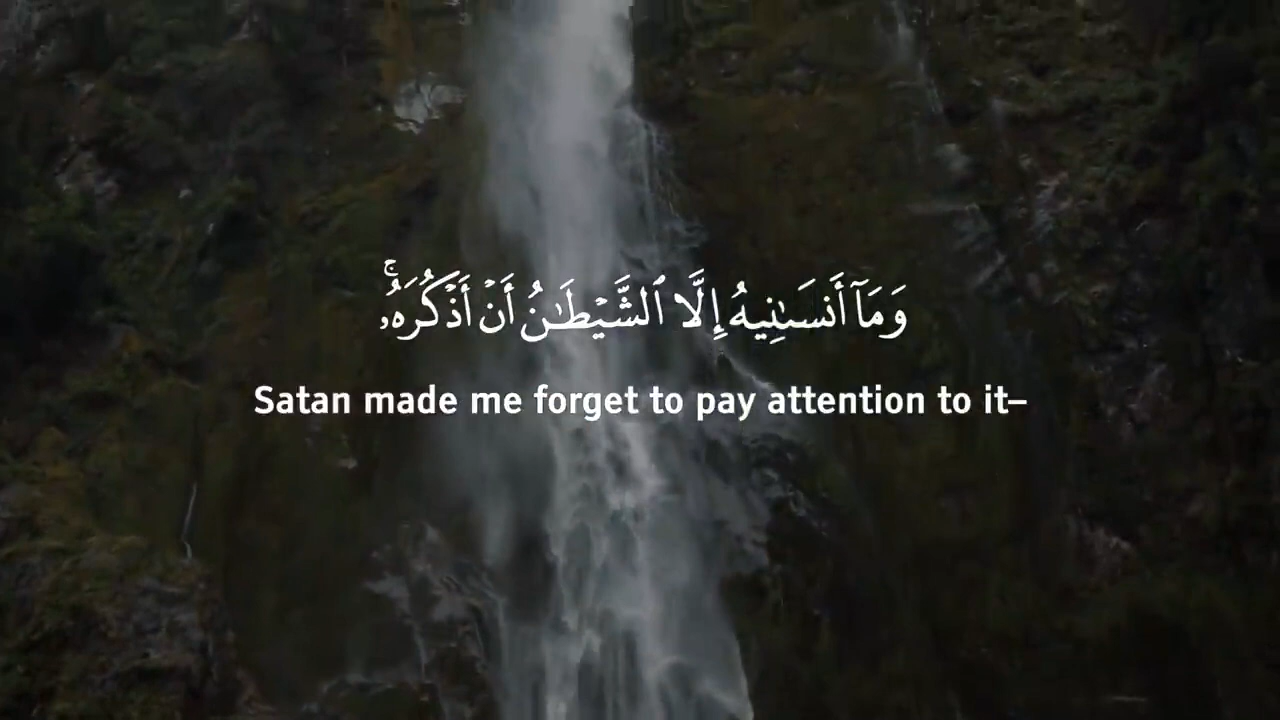 وَمَآ أَنسَىٰنِيهُ إِلَّا ٱلشَّيْطَـٰنُ أَنْ أَذْكُرَهُۥ ۚ
Satan made me forget to pay attention to it–